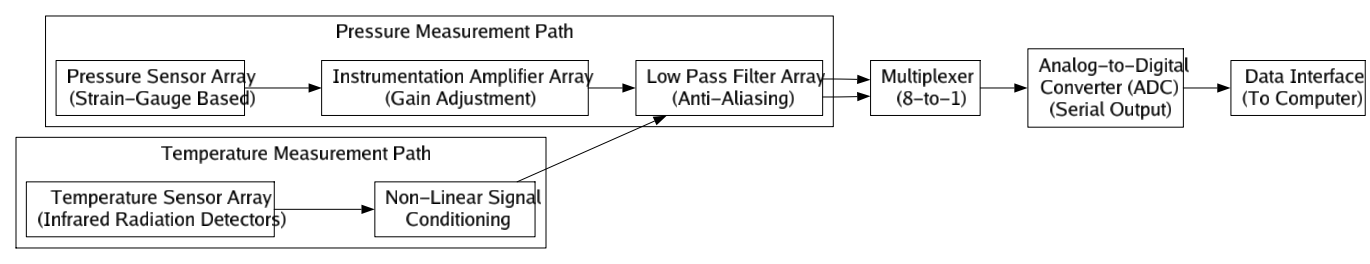 Pressure Measurement Path
Pressure Sensor Array
(Strain-Gauge Based)
Instrumentation Amplifier Array
(Gain Adjustment)
Low Pass Filter Array
(Anti-Aliasing)
Multiplexer
(8-to-1)
Analog-to-Digital
Converter (ADC)
(Serial Output)
Data Interface
(To Computer)
Temperature Measurement Path
Temperature Sensor Array
(Infrared Radiation Detectors)
Non-Linear Signal
Conditioning